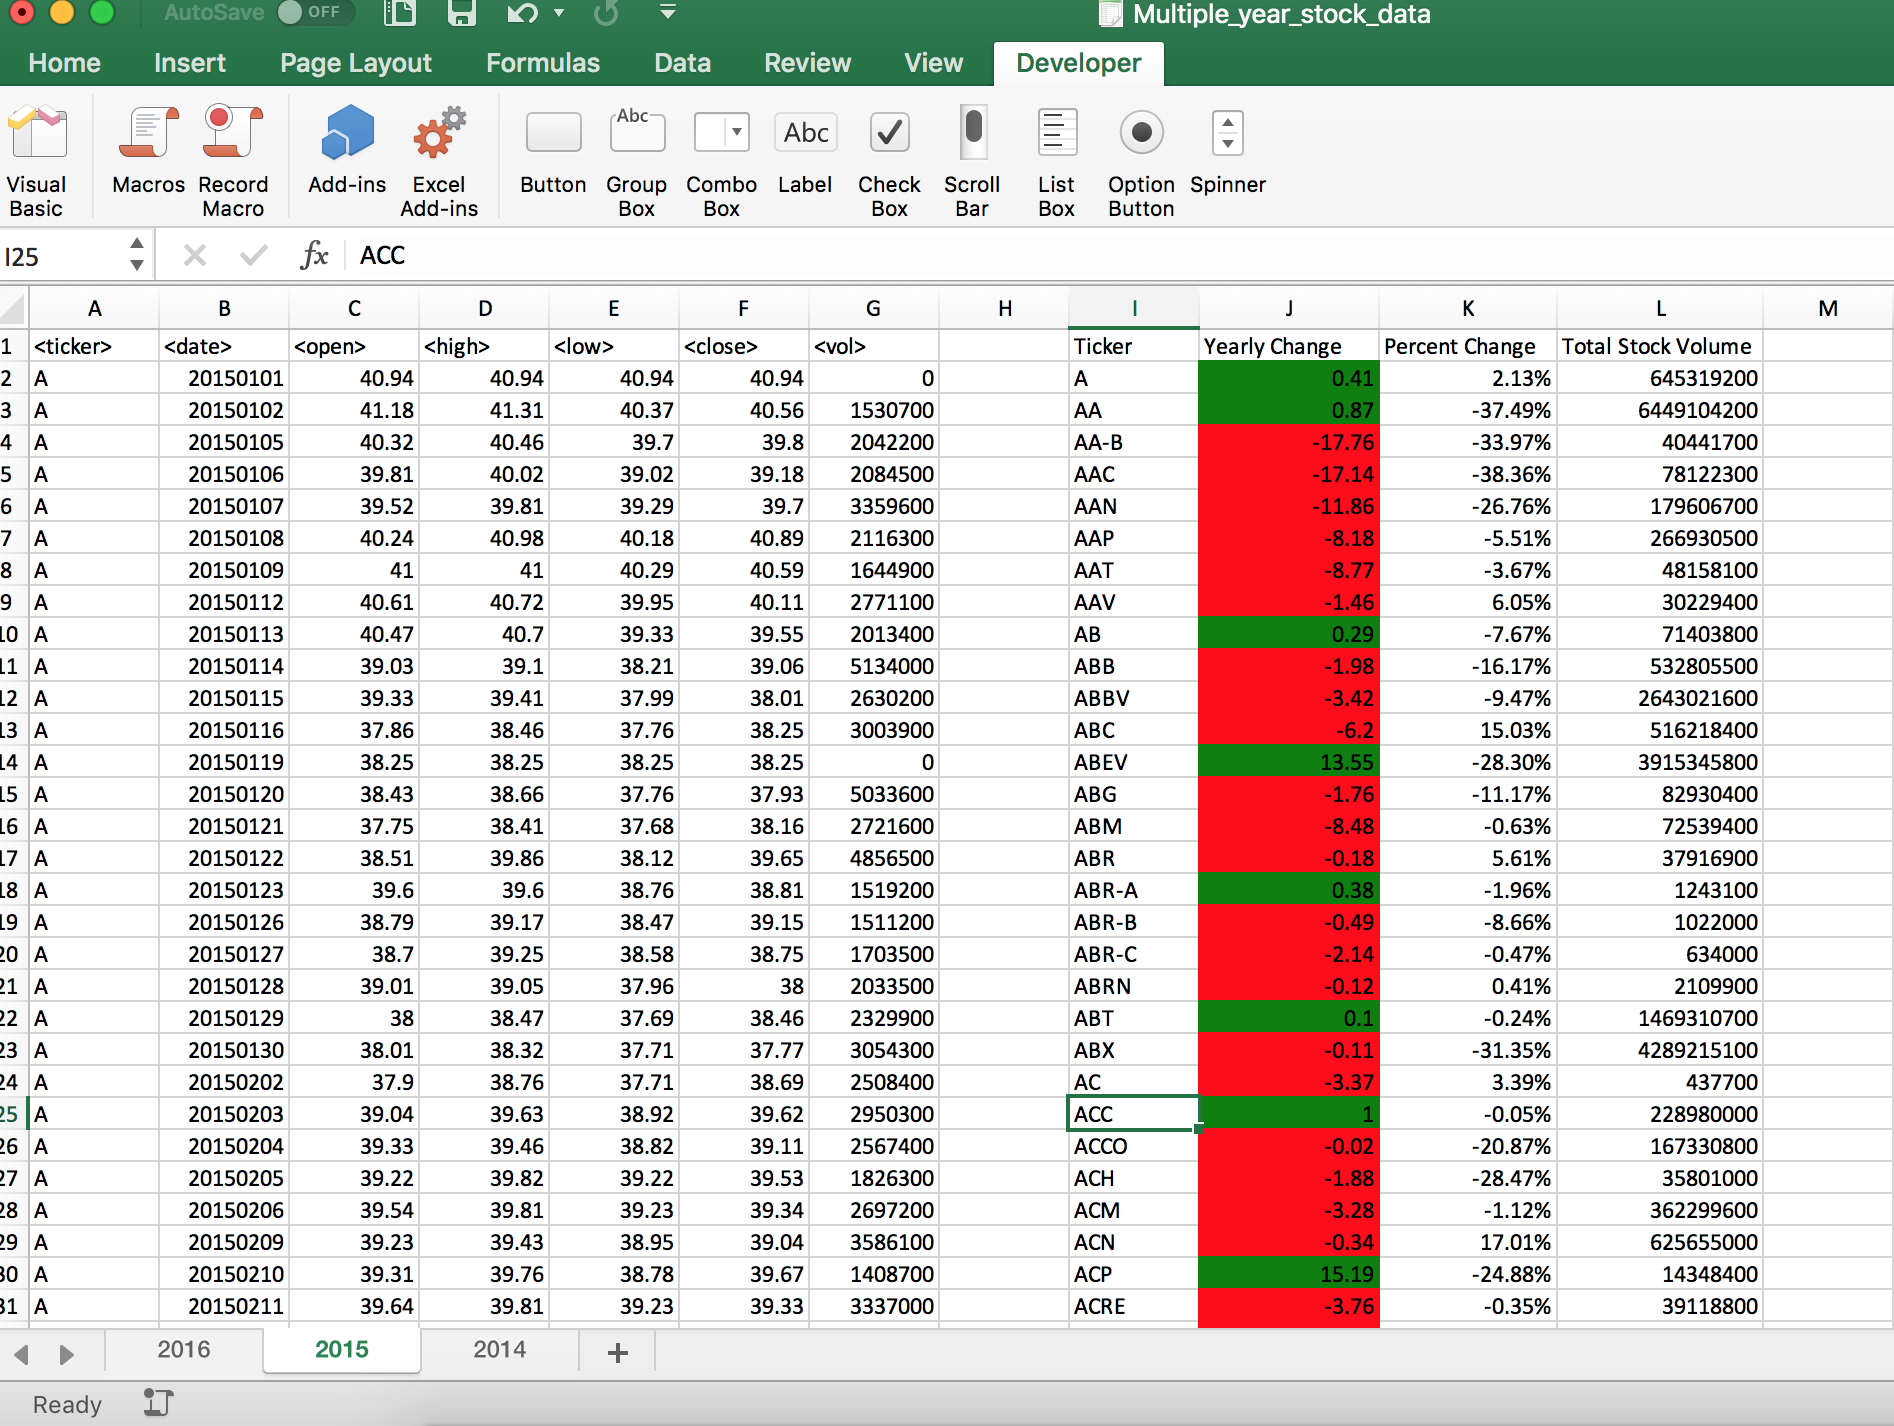 AutoSave OFF Multiple_year_stock_data
Home Insert Page Layout Formulas Data Review View Developer
Abc Abc
Visual Basic Macros Record Macro Add-ins Excel Add-ins Button Group Box Combo Box Label Check Box Scroll Bar List Box Option Button Spinner
I25 fx ACC
A B C D E F G H I J K L M
1 <ticker> <date> <open> <high> <low> <close> <vol> Ticker Yearly Change Percent Change Total Stock Volume
2 A 20150101 40.94 40.94 40.94 40.94 0 A 0.41 2.13% 645319200
3 A 20150102 41.18 41.31 40.37 40.56 1530700 AA 0.87 -37.49% 6449104200
4 A 20150105 40.32 40.46 39.7 39.8 2042200 AA-B -17.76 -33.97% 40441700
5 A 20150106 39.81 40.02 39.02 39.18 2084500 AAC -17.14 -38.36% 78122300
6 A 20150107 39.52 39.81 39.29 39.7 3359600 AAN -11.86 -26.76% 179606700
7 A 20150108 40.24 40.98 40.18 40.89 2116300 AAP -8.18 -5.51% 266930500
8 A 20150109 41 41 40.29 40.59 1644900 AAT -8.77 -3.67% 48158100
9 A 20150112 40.61 40.72 39.95 40.11 2771100 AAV -1.46 6.05% 30229400
10 A 20150113 40.47 40.7 39.33 39.55 2013400 AB 0.29 -7.67% 71403800
11 A 20150114 39.03 39.1 38.21 39.06 5134000 ABB -1.98 -16.17% 532805500
12 A 20150115 39.33 39.41 37.99 38.01 2630200 ABBV -3.42 -9.47% 2643021600
13 A 20150116 37.86 38.46 37.76 38.25 3003900 ABC -6.2 15.03% 516218400
14 A 20150119 38.25 38.25 38.25 38.25 0 ABEV 13.55 -28.30% 3915345800
15 A 20150120 38.43 38.66 37.76 37.93 5033600 ABG -1.76 -11.17% 82930400
16 A 20150121 37.75 38.41 37.68 38.16 2721600 ABM -8.48 -0.63% 72539400
17 A 20150122 38.51 39.86 38.12 39.65 4856500 ABR -0.18 5.61% 37916900
18 A 20150123 39.6 39.6 38.76 38.81 1519200 ABR-A 0.38 -1.96% 1243100
19 A 20150126 38.79 39.17 38.47 39.15 1511200 ABR-B -0.49 -8.66% 1022000
20 A 20150127 38.7 39.25 38.58 38.75 1703500 ABR-C -2.14 -0.47% 634000
21 A 20150128 39.01 39.05 37.96 38 2033500 ABRN -0.12 0.41% 2109900
22 A 20150129 38 38.47 37.69 38.46 2329900 ABT 0.1 -0.24% 1469310700
23 A 20150130 38.01 38.32 37.71 37.77 3054300 ABX -0.11 -31.35% 4289215100
24 A 20150202 37.9 38.76 37.71 38.69 2508400 AC -3.37 3.39% 437700
25 A 20150203 39.04 39.63 38.92 39.62 2950300 ACC 1 -0.05% 228980000
26 A 20150204 39.33 39.46 38.82 39.11 2567400 ACCO -0.02 -20.87% 167330800
27 A 20150205 39.22 39.82 39.22 39.53 1826300 ACH -1.88 -28.47% 35801000
28 A 20150206 39.54 39.81 39.23 39.34 2697200 ACM -3.28 -1.12% 362299600
29 A 20150209 39.23 39.43 38.95 39.04 3586100 ACN -0.34 17.01% 625655000
30 A 20150210 39.31 39.76 38.78 39.67 1408700 ACP 15.19 -24.88% 14348400
31 A 20150211 39.64 39.81 39.23 39.33 3337000 ACRE -3.76 -0.35% 39118800
2016 2015 2014 +
Ready